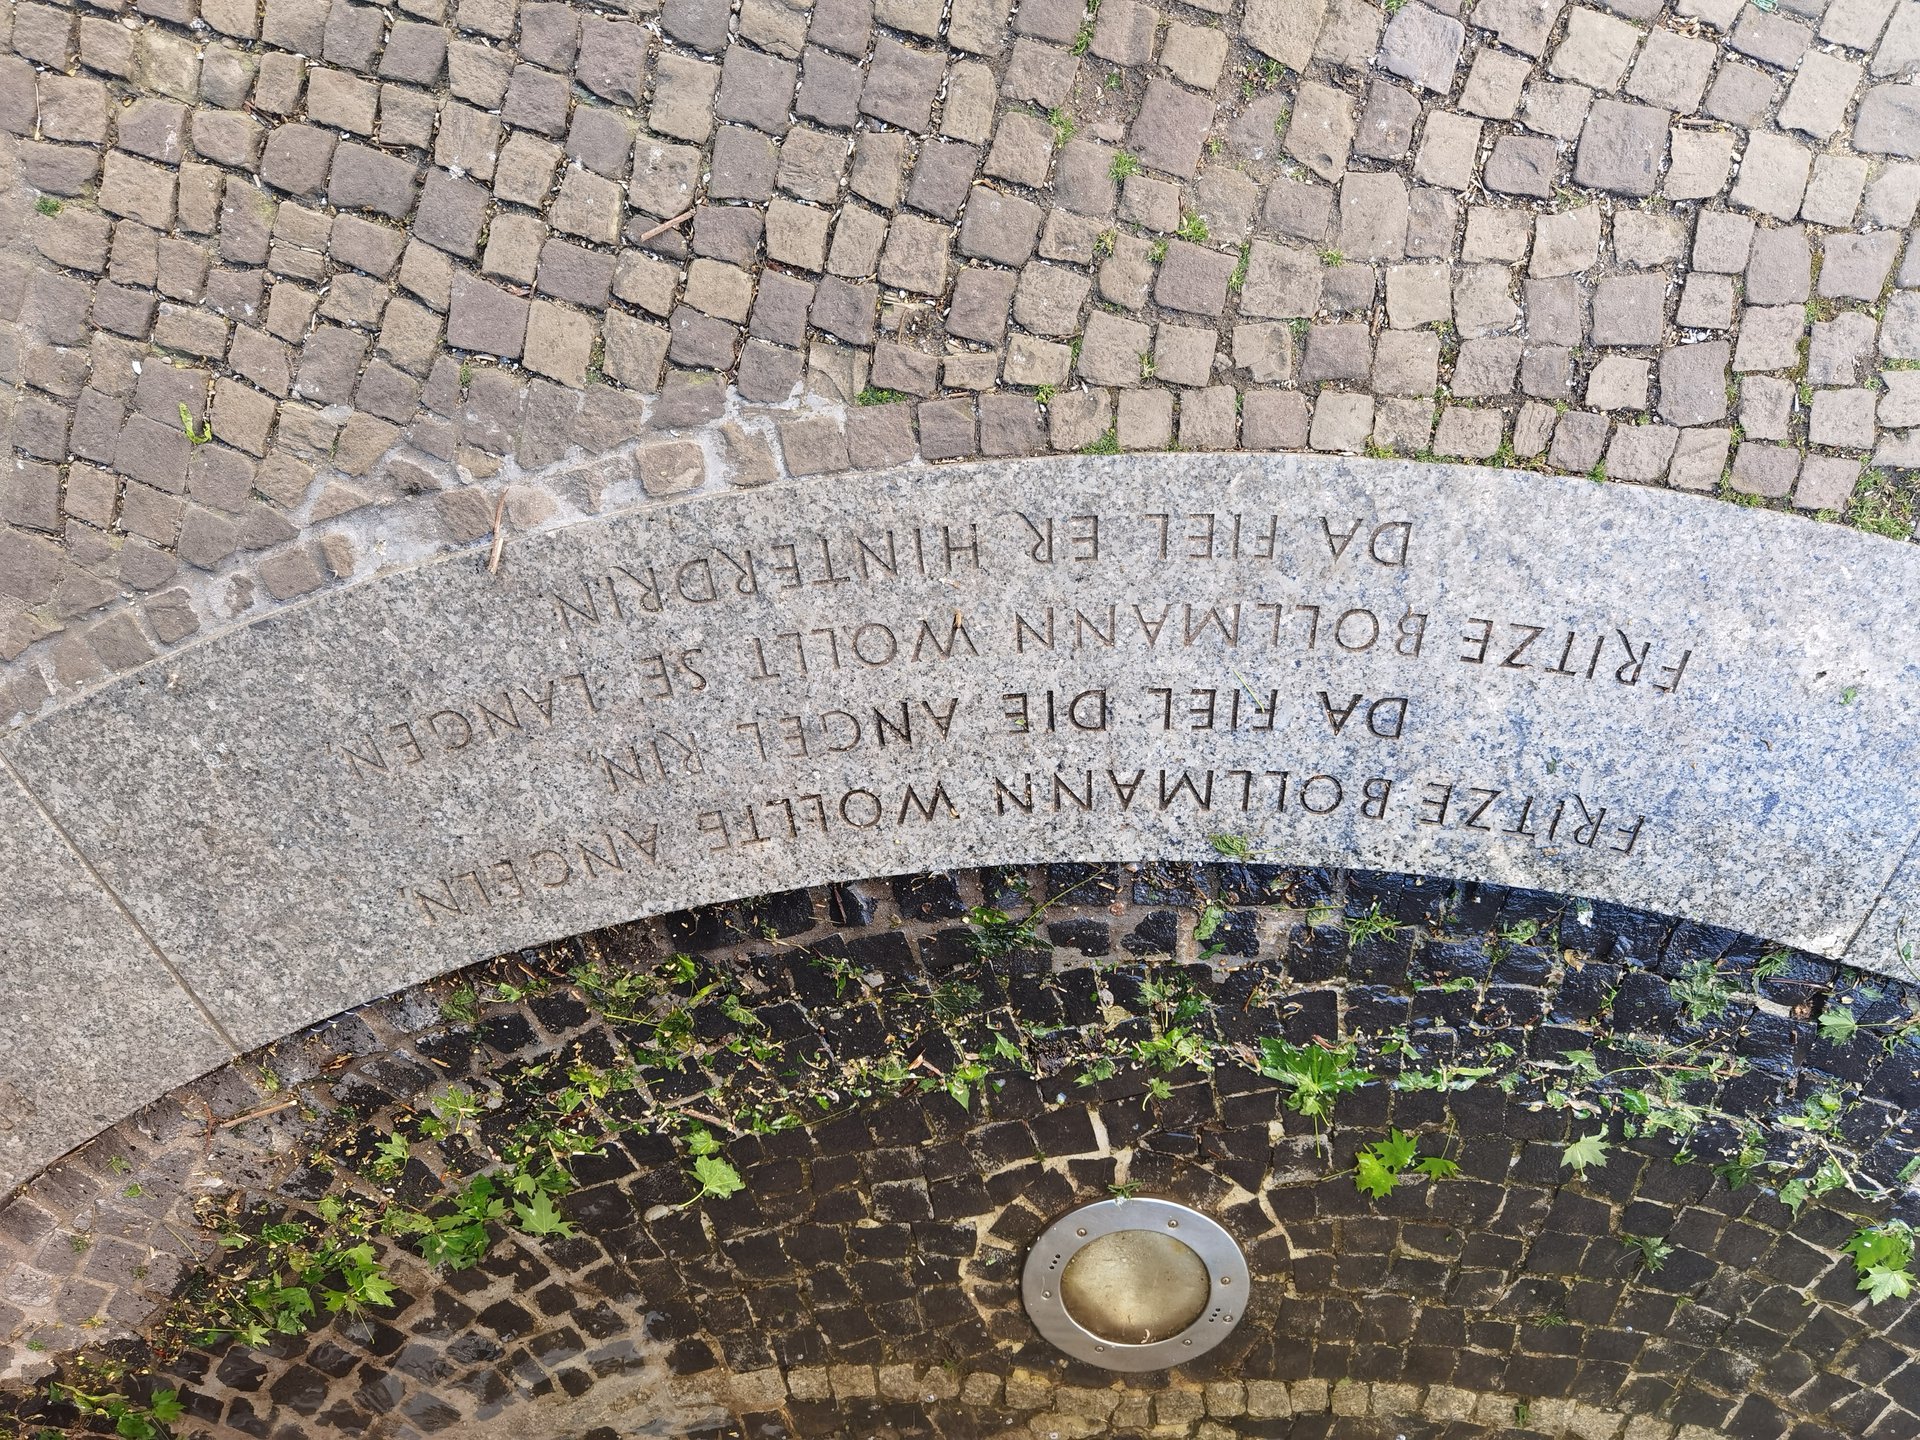 FRITZE BOLLMANN WOLLTE ANGELN,
DA FIEL DIE ANGEL RIN,
FRITZE BOLLMANN WOLLT SE LANGEN,
DA FIEL ER HINTERDRIN